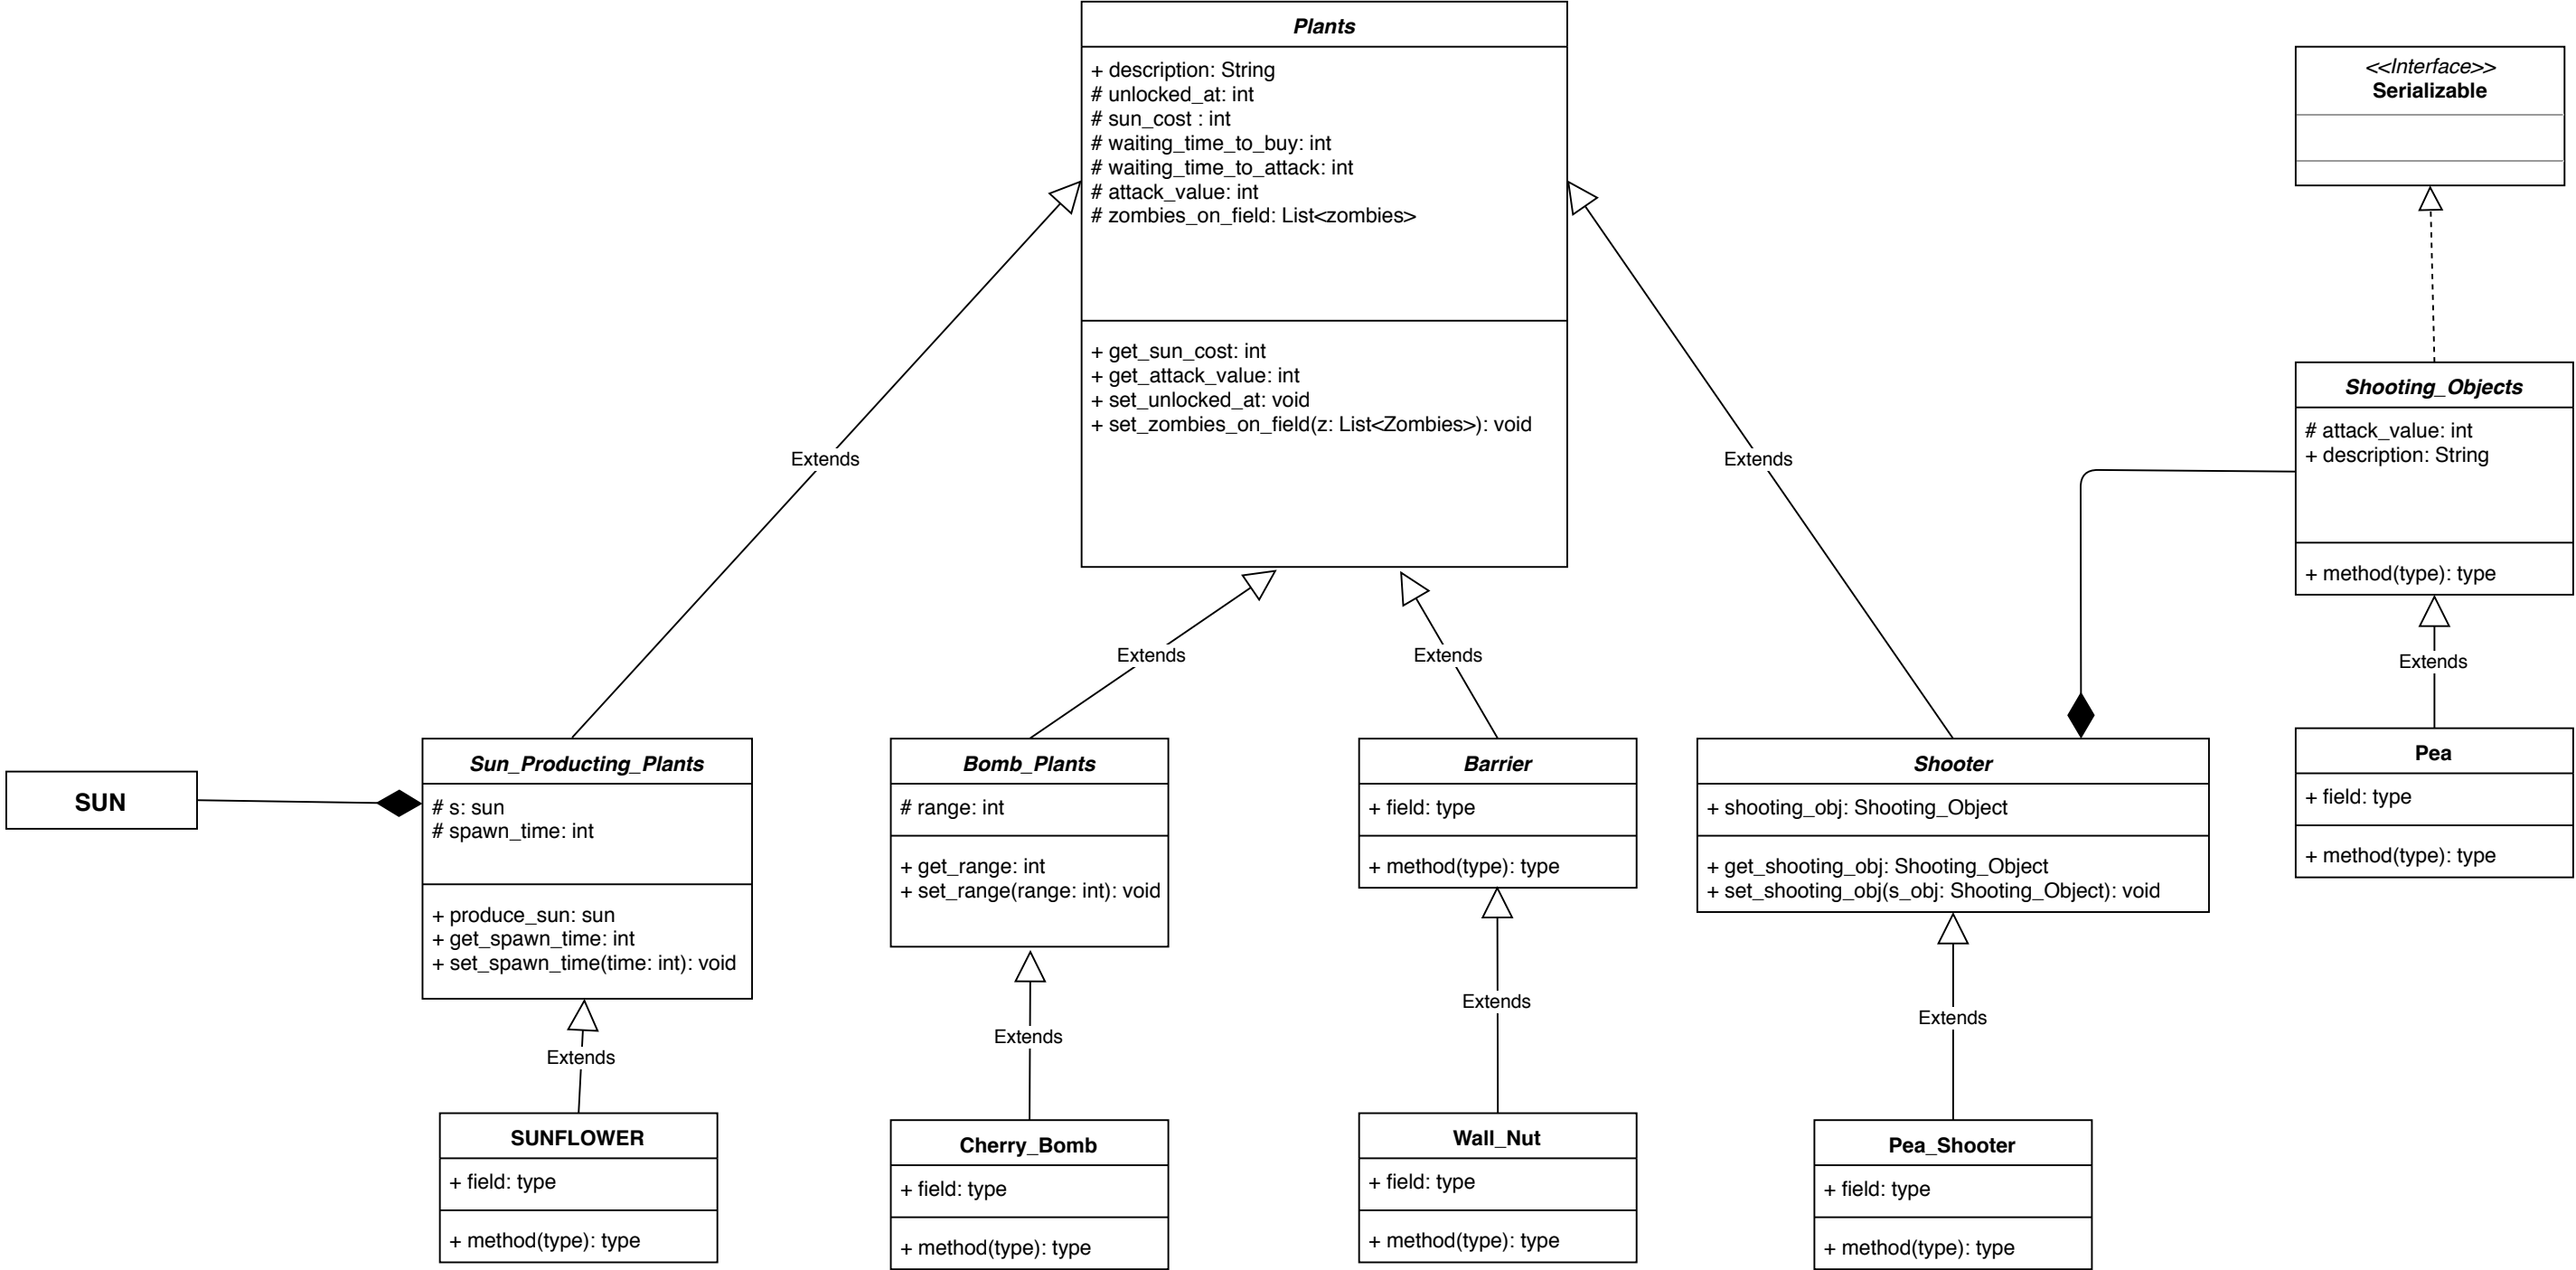 Plants
+ description: String
# unlocked_at: int
# sun_cost : int
# waiting_time_to_buy: int
# waiting_time_to_attack: int
# attack_value: int
# zombies_on_field: List<zombies>
+ get_sun_cost: int
+ get_attack_value: int
+ set_unlocked_at: void
+ set_zombies_on_field(z: List<Zombies>): void
<<Interface>>
Serializable
Shooting_Objects
# attack_value: int
+ description: String
+ method(type): type
Extends
Extends
Extends
Extends
Extends
SUN
Sun_Producting_Plants
# s: sun
# spawn_time: int
+ produce_sun: sun
+ get_spawn_time: int
+ set_spawn_time(time: int): void
Bomb_Plants
# range: int
+ get_range: int
+ set_range(range: int): void
Barrier
+ field: type
+ method(type): type
Shooter
+ shooting_obj: Shooting_Object
+ get_shooting_obj: Shooting_Object
+ set_shooting_obj(s_obj: Shooting_Object): void
Pea
+ field: type
+ method(type): type
Extends
Extends
Extends
Extends
SUNFLOWER
+ field: type
+ method(type): type
Cherry_Bomb
+ field: type
+ method(type): type
Wall_Nut
+ field: type
+ method(type): type
Pea_Shooter
+ field: type
+ method(type): type